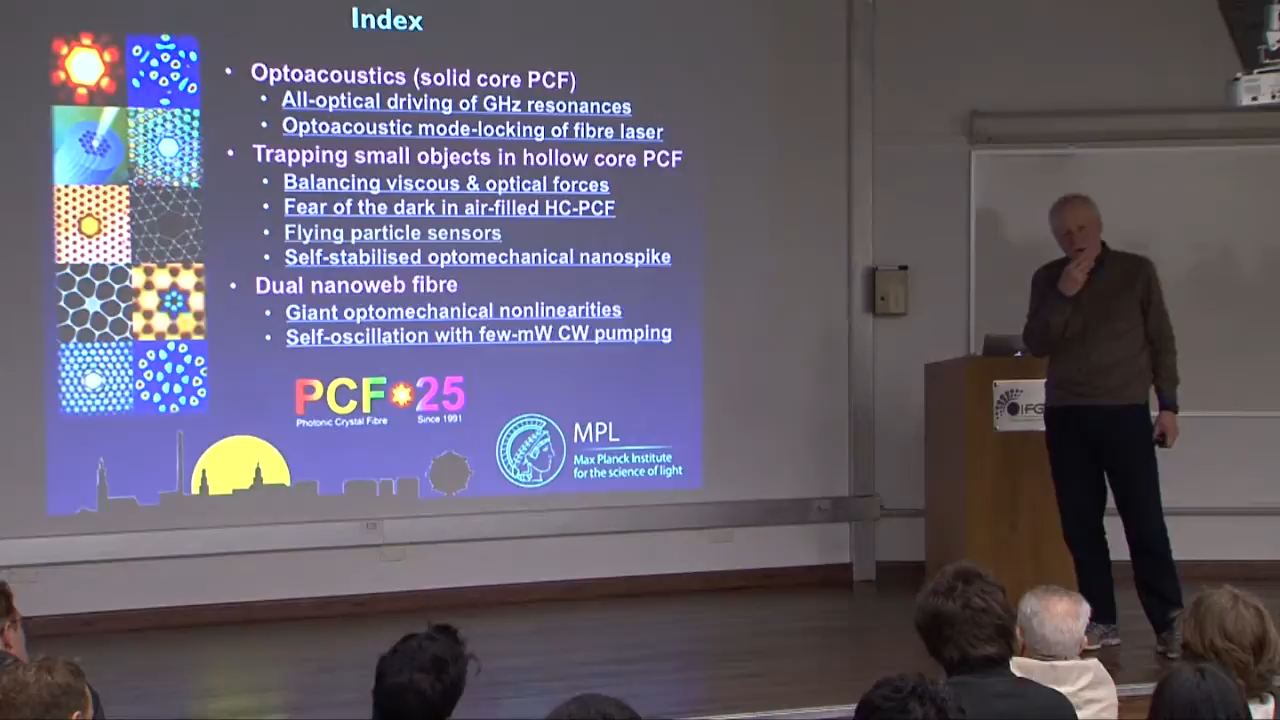 Index
• Optoacoustics (solid core PCF)
• All-optical driving of GHz resonances
• Optoacoustic mode-locking of fibre laser
• Trapping small objects in hollow core PCF
• Balancing viscous & optical forces
• Fear of the dark in air-filled HC-PCF
• Flying particle sensors
• Self-stabilised optomechanical nanospike
• Dual nanoweb fibre
• Giant optomechanical nonlinearities
• Self-oscillation with few-mW CW pumping
PCF 25
Photonic Crystal Fibre Since 1991
MPL
Max Planck Institute
for the science of light
IFG